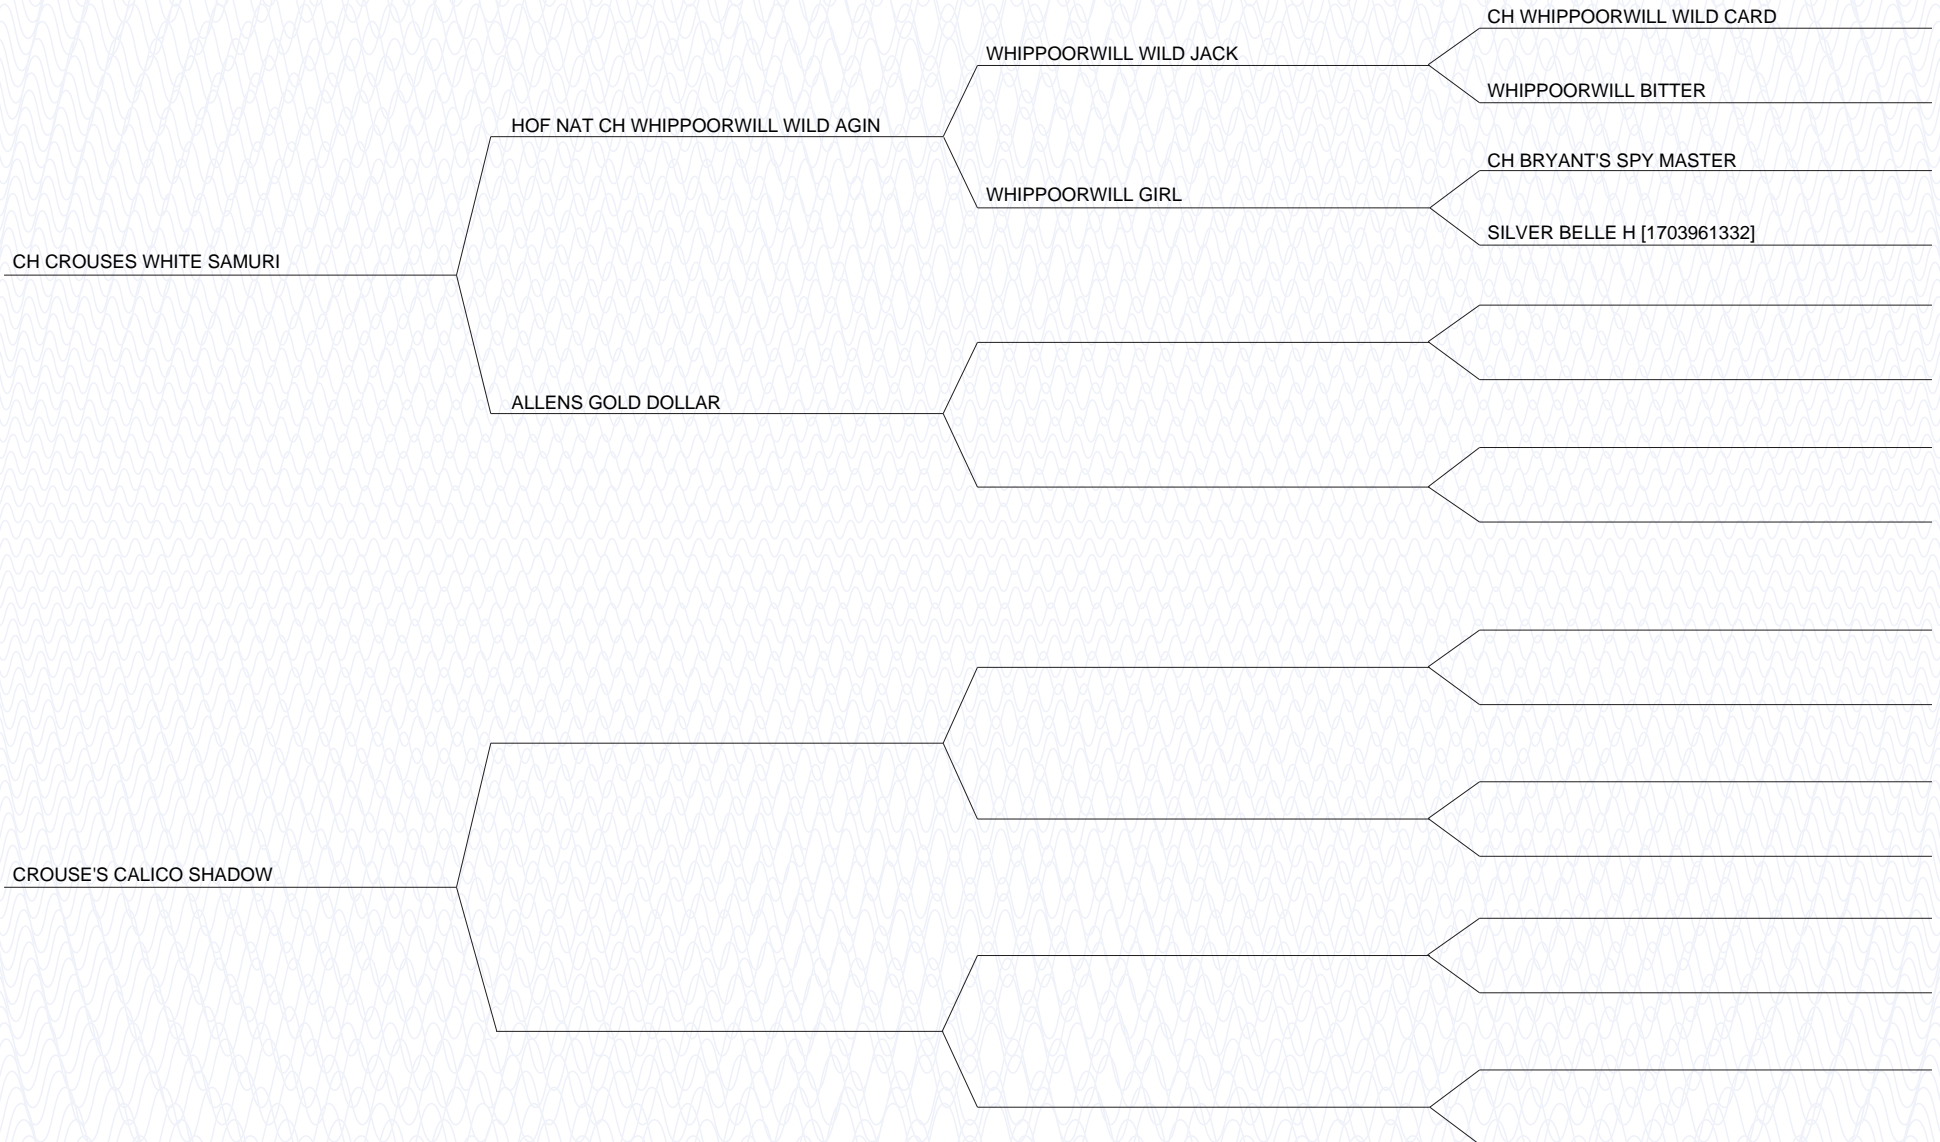 CH WHIPPOORWILL WILD CARD
WHIPPOORWILL WILD JACK
WHIPPOORWILL BITTER
HOF NAT CH WHIPPOORWILL WILD AGIN
CH BRYANT'S SPY MASTER
WHIPPOORWILL GIRL
SILVER BELLE H [1703961332]
CH CROUSES WHITE SAMURI
ALLENS GOLD DOLLAR
CROUSE'S CALICO SHADOW